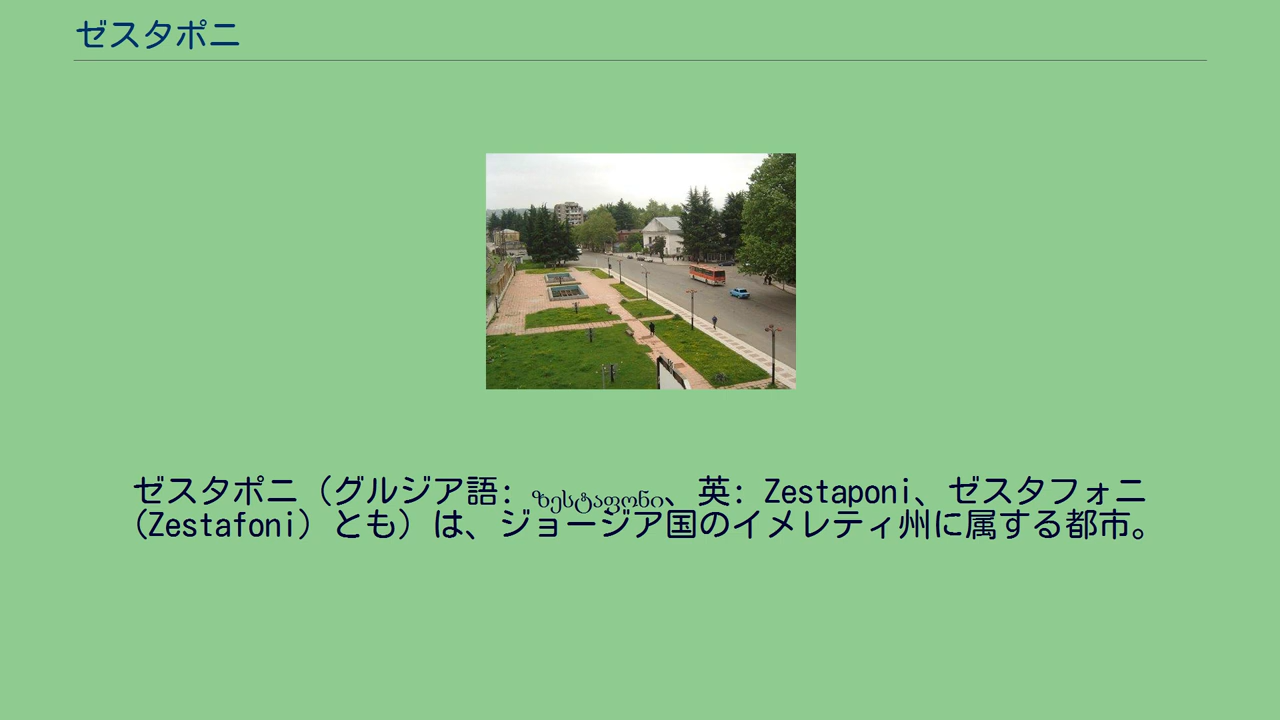 ゼスタポニ
ゼスタポニ（グルジア語: ზესტაფონი、英: Zestaponi、ゼスタフォニ
（Zestafoni）とも）は、ジョージア国のイメレティ州に属する都市。